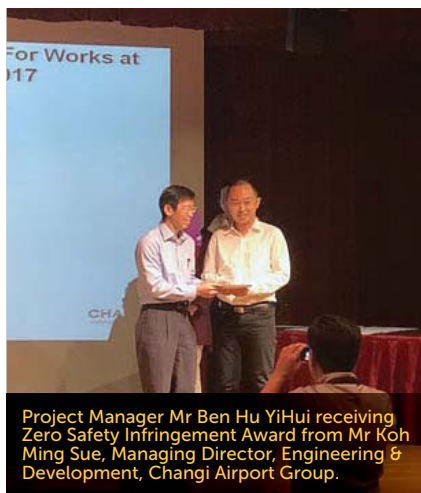 For Works at
017
CHA
Project Manager Mr Ben Hu YiHui receiving
Zero Safety Infringement Award from Mr Koh
Ming Sue, Managing Director, Engineering &
Development, Changi Airport Group.